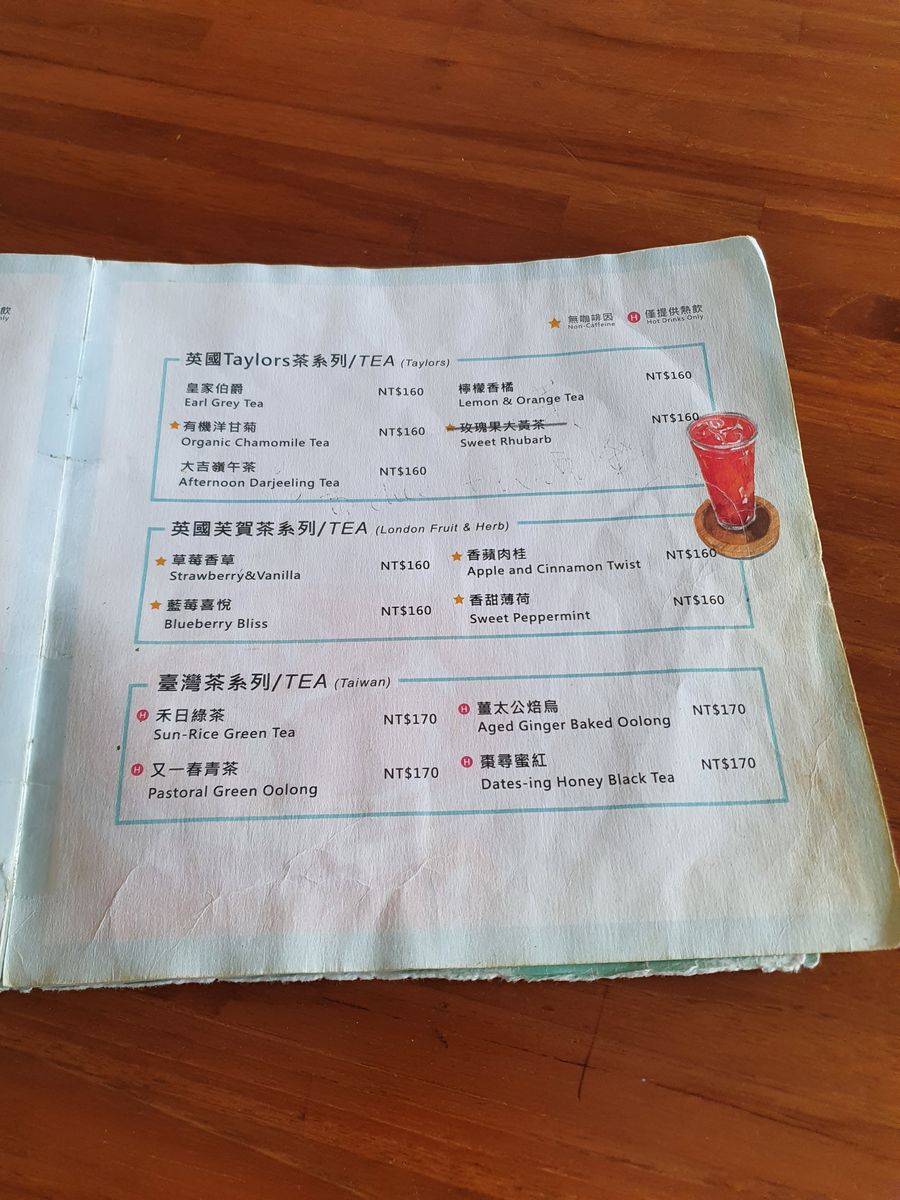 飲
nly
無咖啡因
Non-Caffeine
H 僅提供熱飲
Hot Drinks Only
英國Taylors茶系列/TEA (Taylors)
皇家伯爵 NT$160
Earl Grey Tea
檸檬香橘 NT$160
Lemon & Orange Tea
有機洋甘菊 NT$160
Organic Chamomile Tea
玫瑰果大黃茶 NT$160
Sweet Rhubarb
大吉嶺午茶 NT$160
Afternoon Darjeeling Tea
英國芙賀茶系列/TEA (London Fruit & Herb)
草莓香草 NT$160
Strawberry&Vanilla
香蘋肉桂 NT$160
Apple and Cinnamon Twist
藍莓喜悅 NT$160
Blueberry Bliss
香甜薄荷 NT$160
Sweet Peppermint
臺灣茶系列/TEA (Taiwan)
H 禾日綠茶 NT$170
Sun-Rice Green Tea
H 薑太公焙烏 NT$170
Aged Ginger Baked Oolong
H 又一春青茶 NT$170
Pastoral Green Oolong
H 棗尋蜜紅 NT$170
Dates-ing Honey Black Tea